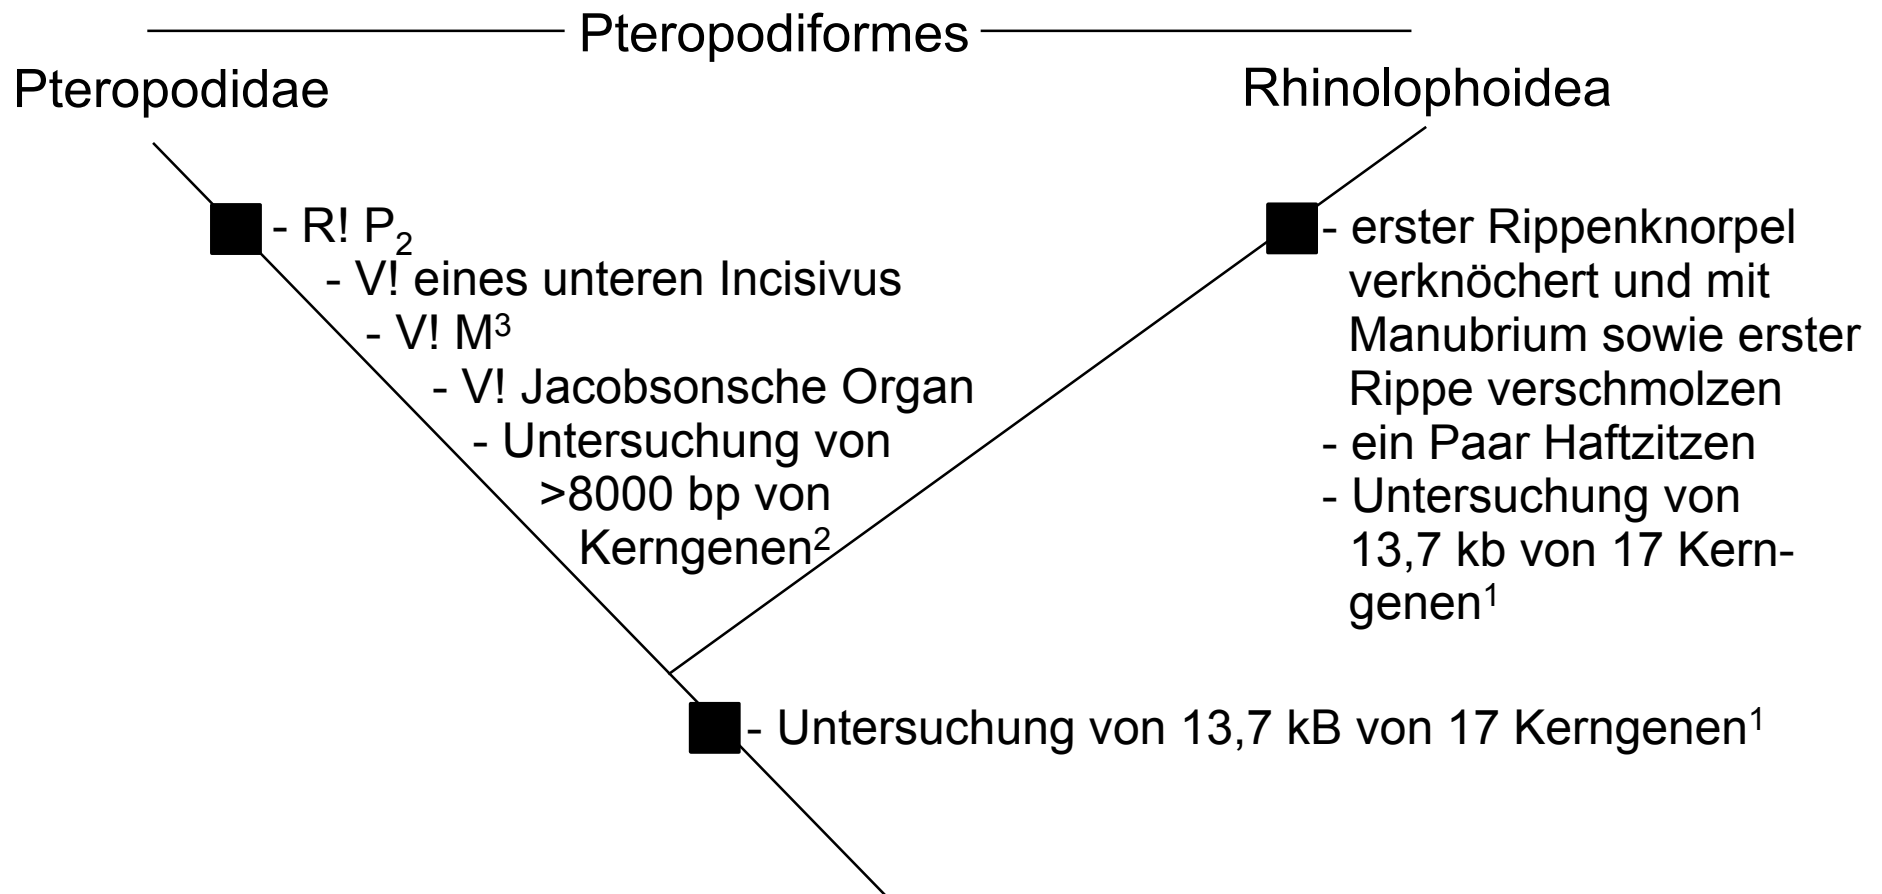 Pteropodiformes
Pteropodidae
Rhinolophoidea
- R! P₂
- V! eines unteren Incisivus
- V! M³
- V! Jacobsonsche Organ
- Untersuchung von
>8000 bp von
Kerngenen²
- erster Rippenknorpel
verknöchert und mit
Manubrium sowie erster
Rippe verschmolzen
- ein Paar Haftzitzen
- Untersuchung von
13,7 kb von 17 Kern-
genen¹
- Untersuchung von 13,7 kB von 17 Kerngenen¹